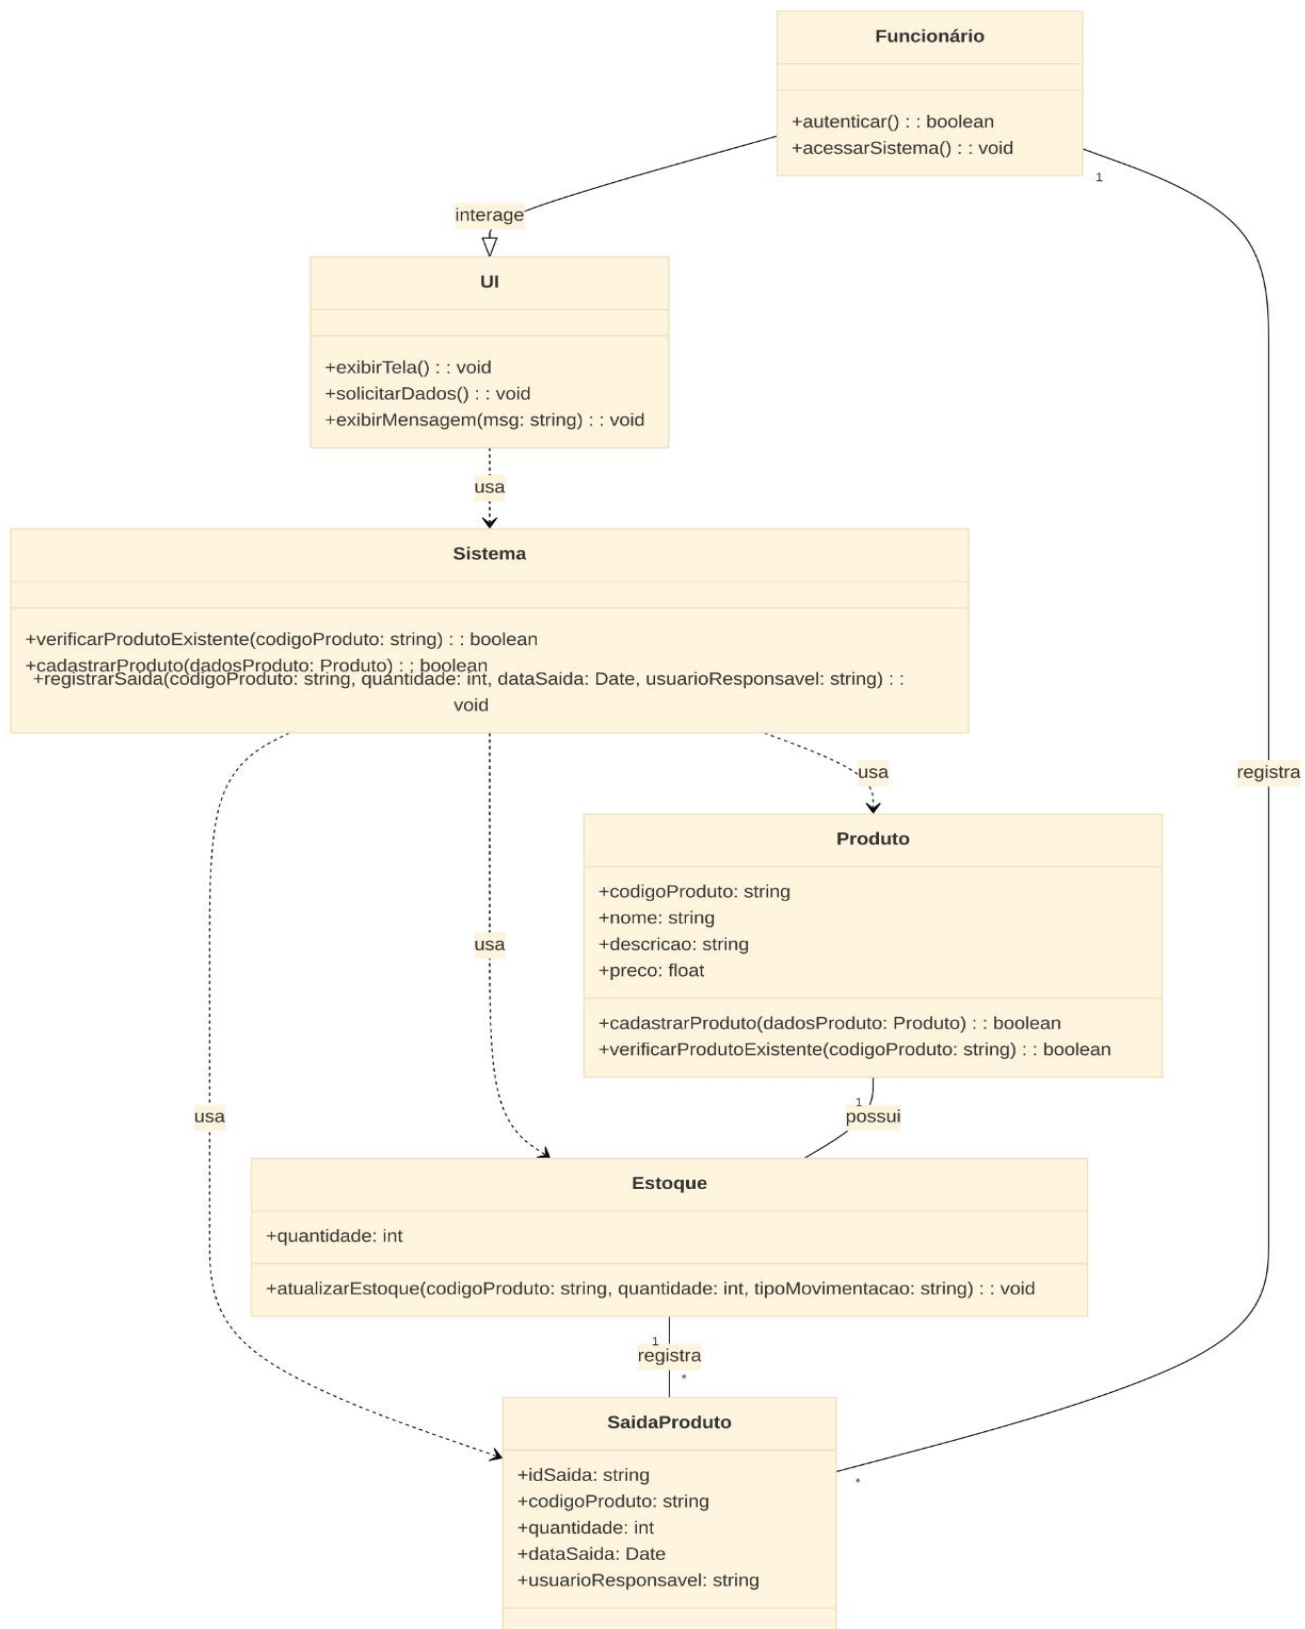 Funcionário
+autenticar() : : boolean
+acessarSistema() : : void
1
interage
UI
+exibirTela() : : void
+solicitarDados() : : void
+exibirMensagem(msg: string) : : void
usa
Sistema
+verificarProdutoExistente(codigoProduto: string) : : boolean
+cadastrarProduto(dadosProduto: Produto) : : boolean
+registrarSaida(codigoProduto: string, quantidade: int, dataSaida: Date, usuarioResponsavel: string) : :
void
usa
registra
Produto
+codigoProduto: string
+nome: string
+descricao: string
+preco: float
+cadastrarProduto(dadosProduto: Produto) : : boolean
+verificarProdutoExistente(codigoProduto: string) : : boolean
usa
usa
1
possui
Estoque
+quantidade: int
+atualizarEstoque(codigoProduto: string, quantidade: int, tipoMovimentacao: string) : : void
1
registra
*
SaidaProduto
+idSaida: string
+codigoProduto: string
+quantidade: int
+dataSaida: Date
+usuarioResponsavel: string
*